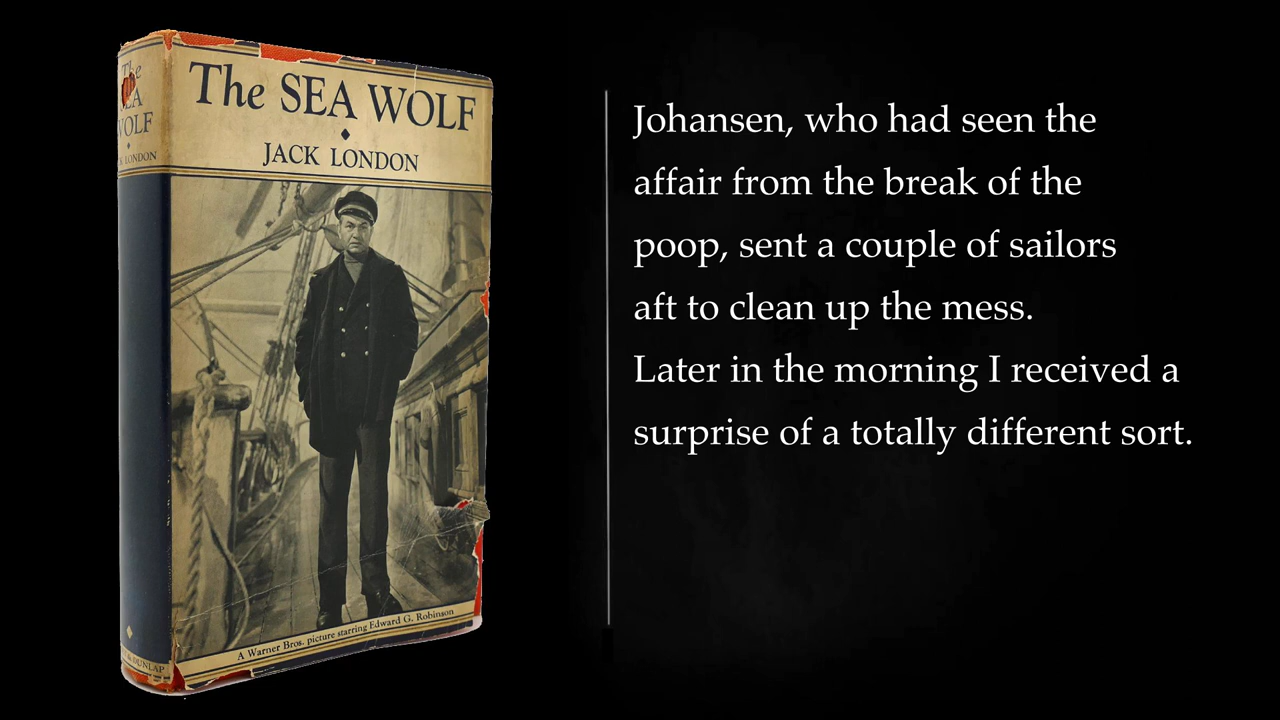 The SEA WOLF
JACK LONDON
The
SEA
WOLF
LONDON
A Warner Bros. picture starring Edward G. Robinson
DUNLAP
Johansen, who had seen the
affair from the break of the
poop, sent a couple of sailors
aft to clean up the mess.
Later in the morning I received a
surprise of a totally different sort.